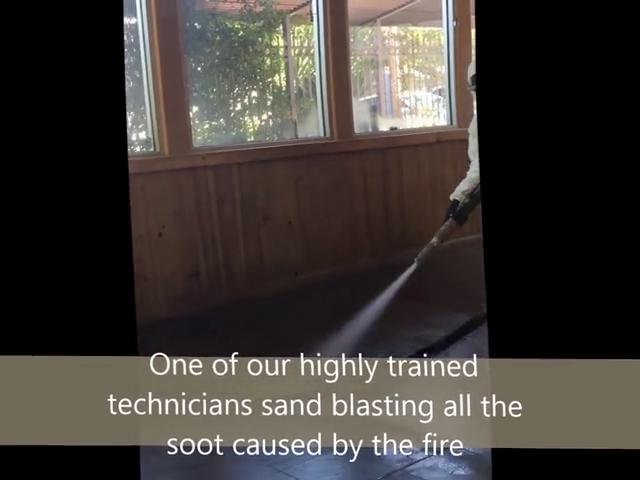 One of our highly trained
technicians sand blasting all the
soot caused by the fire